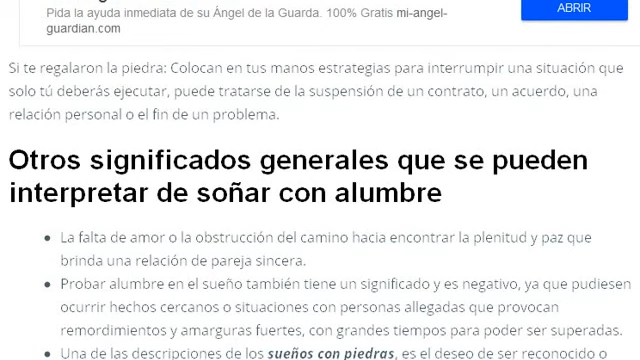 Pida la ayuda inmediata de su Ángel de la Guarda. 100% Gratis mi-angel-
guardian.com
ABRIR
Si te regalaron la piedra: Colocan en tus manos estrategias para interrumpir una situación que
solo tú deberás ejecutar, puede tratarse de la suspensión de un contrato, un acuerdo, una
relación personal o el fin de un problema.
Otros significados generales que se pueden
interpretar de soñar con alumbre
La falta de amor o la obstrucción del camino hacia encontrar la plenitud y paz que
brinda una relación de pareja sincera.
Probar alumbre en el sueño también tiene un significado y es negativo, ya que pudiesen
ocurrir hechos cercanos o situaciones con personas allegadas que provocan
remordimientos y amarguras fuertes, con grandes tiempos para poder ser superadas.
Una de las descripciones de los sueños con piedras, es el deseo de ser reconocido o